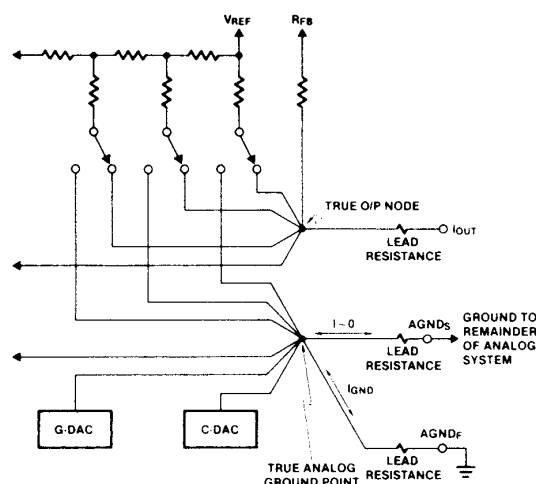 VREF
RFB
TRUE O/P NODE
IOUT
LEAD
RESISTANCE
I~0
AGNDS
GROUND TO
REMAINDER
OF ANALOG
SYSTEM
LEAD
RESISTANCE
IGND
G-DAC
C-DAC
AGNDF
LEAD
RESISTANCE
TRUE ANALOG
GROUND POINT